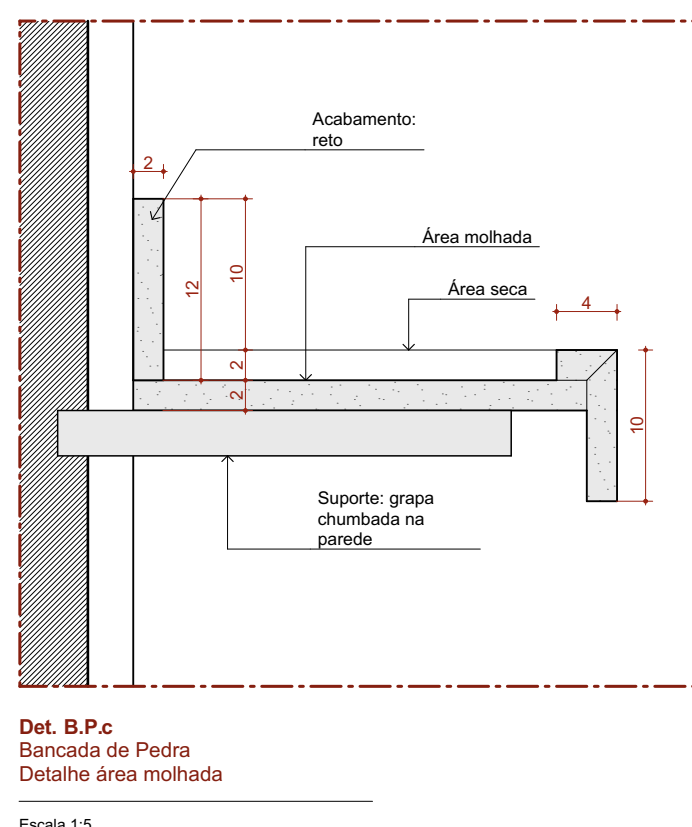 Acabamento:
reto
2
Área molhada
Área seca
4
12
10
2
2
10
Suporte: grapa
chumbada na
parede
Det. B.P.c
Bancada de Pedra
Detalhe área molhada
Escala 1:5